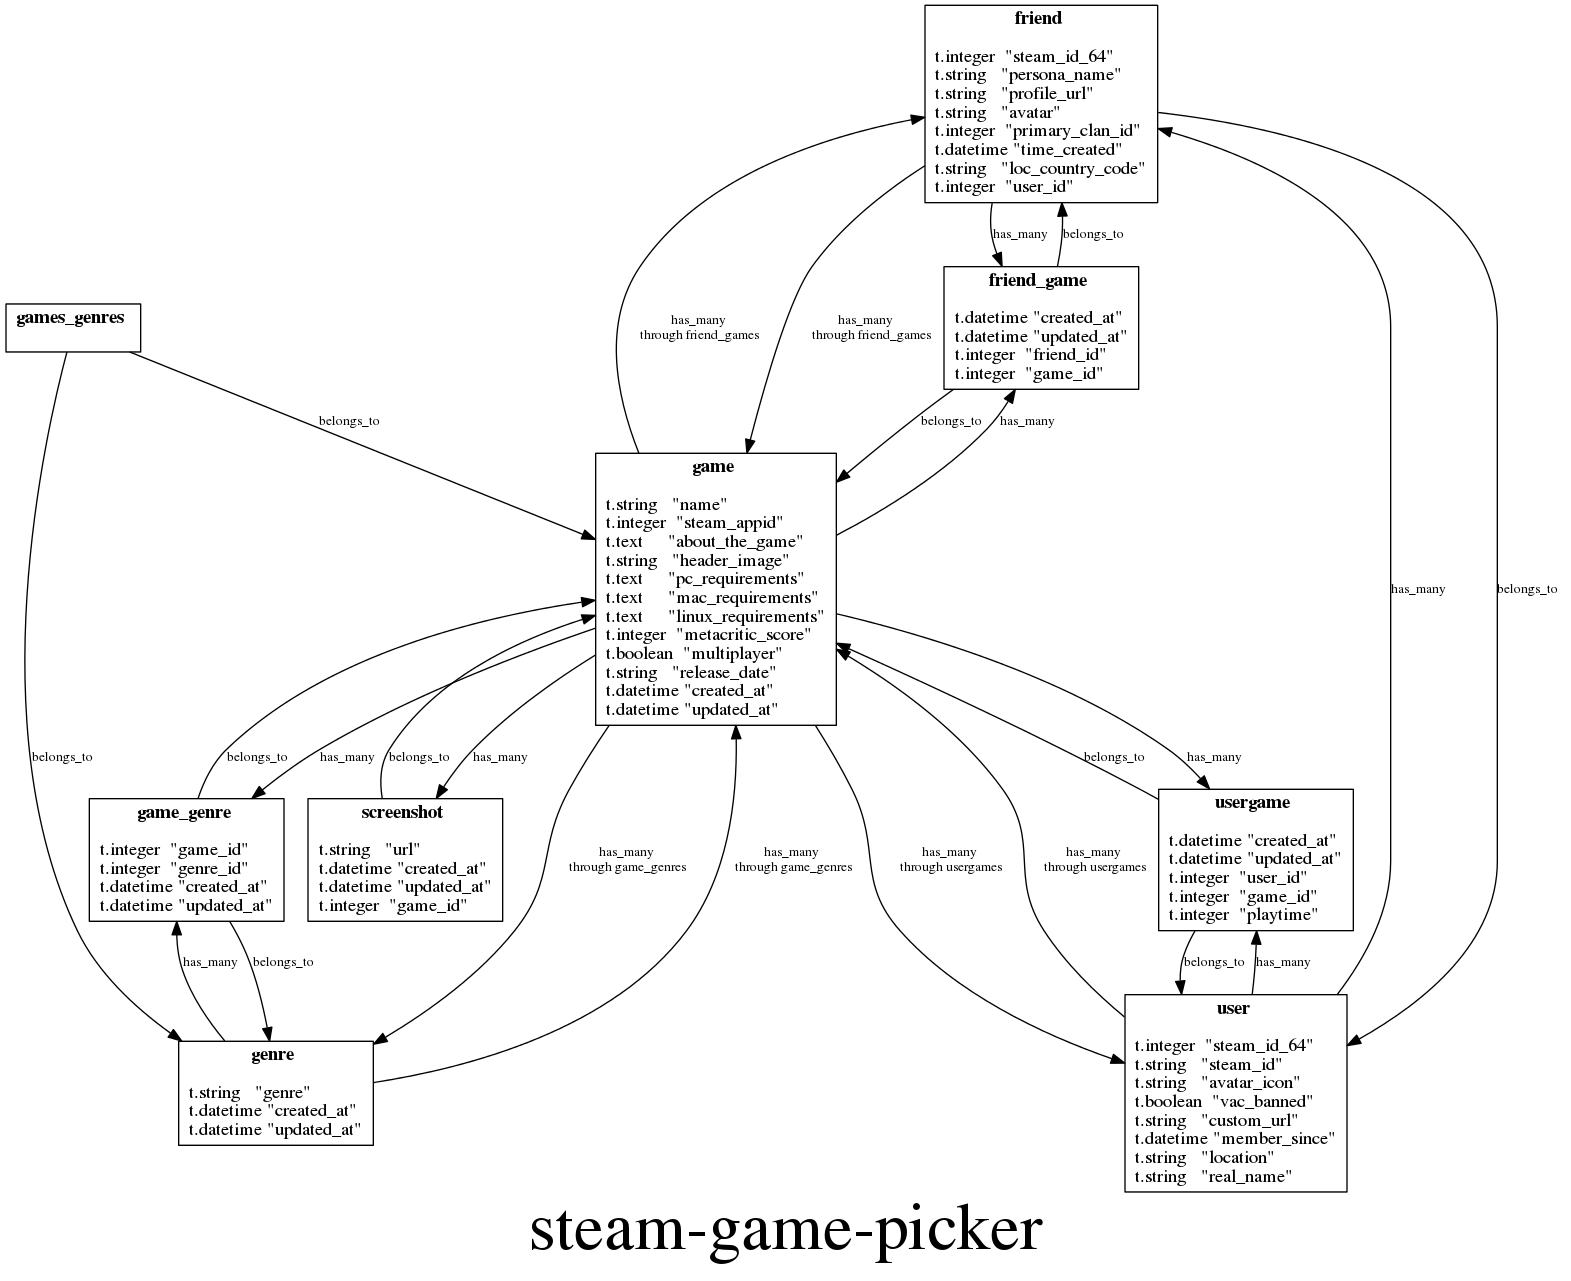 friend
t.integer "steam_id_64"
t.string "persona_name"
t.string "profile_url"
t.string "avatar"
t.integer "primary_clan_id"
t.datetime "time_created"
t.string "loc_country_code"
t.integer "user_id"
has_many
belongs_to
friend_game
t.datetime "created_at"
t.datetime "updated_at"
t.integer "friend_id"
t.integer "game_id"
games_genres
has_many
through friend_games
has_many
through friend_games
belongs_to
belongs_to
has_many
game
t.string "name"
t.integer "steam_appid"
t.text "about_the_game"
t.string "header_image"
t.text "pc_requirements"
t.text "mac_requirements"
t.text "linux_requirements"
t.integer "metacritic_score"
t.boolean "multiplayer"
t.string "release_date"
t.datetime "created_at"
t.datetime "updated_at"
has_many
belongs_to
belongs_to
belongs_to
has_many
belongs_to
has_many
belongs_to
has_many
game_genre
t.integer "game_id"
t.integer "genre_id"
t.datetime "created_at"
t.datetime "updated_at"
screenshot
t.string "url"
t.datetime "created_at"
t.datetime "updated_at"
t.integer "game_id"
has_many
through game_genres
has_many
through game_genres
has_many
through usergames
has_many
through usergames
usergame
t.datetime "created_at"
t.datetime "updated_at"
t.integer "user_id"
t.integer "game_id"
t.integer "playtime"
has_many
belongs_to
belongs_to
has_many
genre
t.string "genre"
t.datetime "created_at"
t.datetime "updated_at"
user
t.integer "steam_id_64"
t.string "steam_id"
t.string "avatar_icon"
t.boolean "vac_banned"
t.string "custom_url"
t.datetime "member_since"
t.string "location"
t.string "real_name"
steam-game-picker